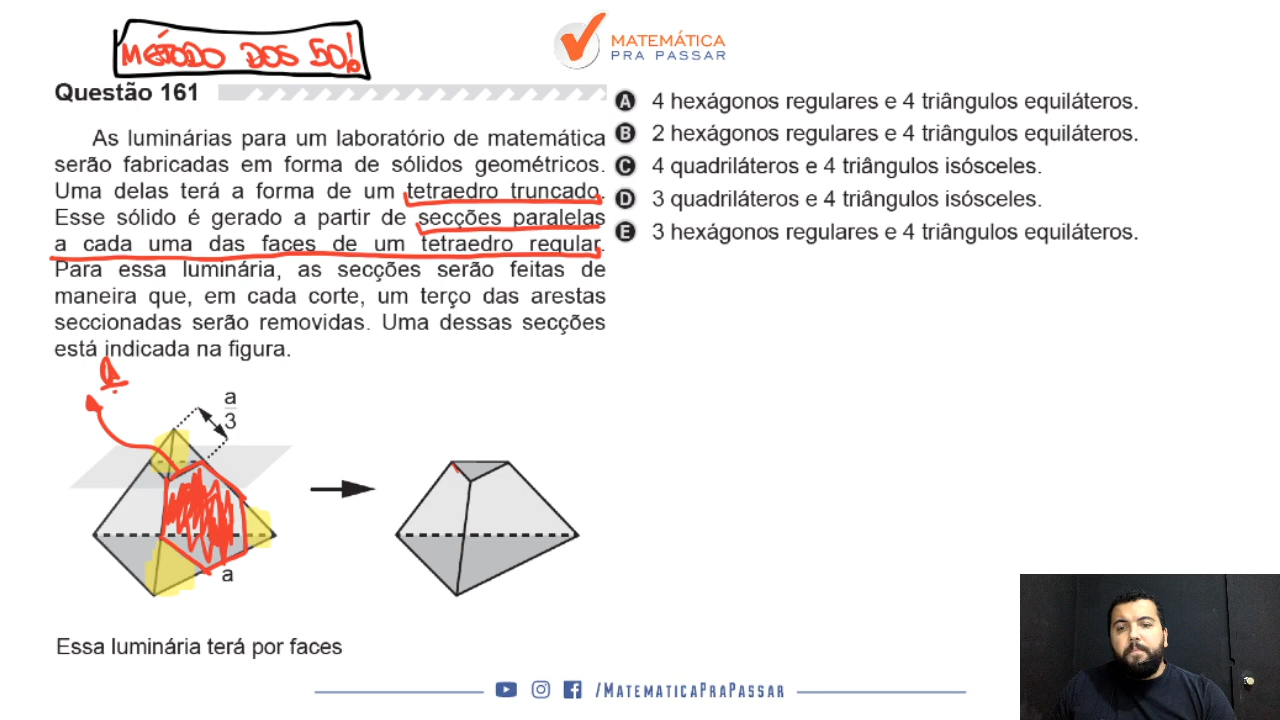 MÉTODO DOS 50!
MATEMÁTICA
PRA PASSAR
Questão 161
As luminárias para um laboratório de matemática
serão fabricadas em forma de sólidos geométricos.
Uma delas terá a forma de um tetraedro truncado.
Esse sólido é gerado a partir de secções paralelas
a cada uma das faces de um tetraedro regular.
Para essa luminária, as secções serão feitas de
maneira que, em cada corte, um terço das arestas
seccionadas serão removidas. Uma dessas secções
está indicada na figura.
a
3
a
Essa luminária terá por faces
A 4 hexágonos regulares e 4 triângulos equiláteros.
B 2 hexágonos regulares e 4 triângulos equiláteros.
C 4 quadriláteros e 4 triângulos isósceles.
D 3 quadriláteros e 4 triângulos isósceles.
E 3 hexágonos regulares e 4 triângulos equiláteros.
/MATEMATICAPRAPASSAR